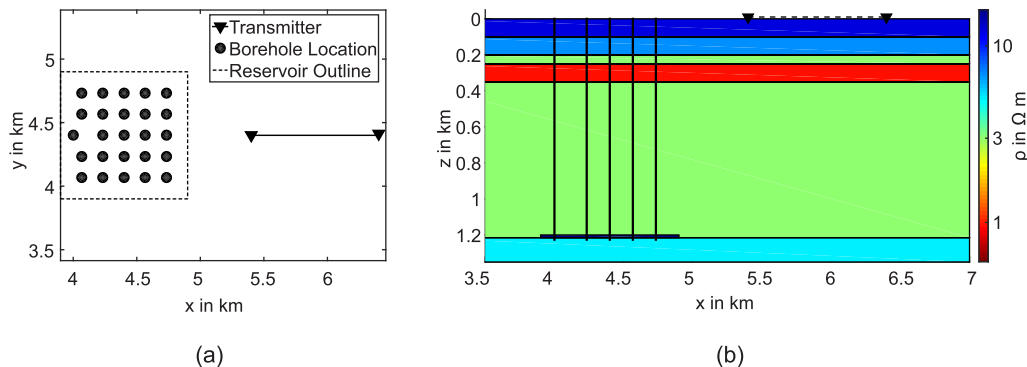 Transmitter
Borehole Location
Reservoir Outline
5
4.5
4
3.5
y in km
4
4.5
5
5.5
6
x in km
(a)
0
0.2
0.4
0.6
0.8
1
1.2
z in km
3.5
4
4.5
5
5.5
6
6.5
7
x in km
10
3
1
ρ in Ω m
(b)